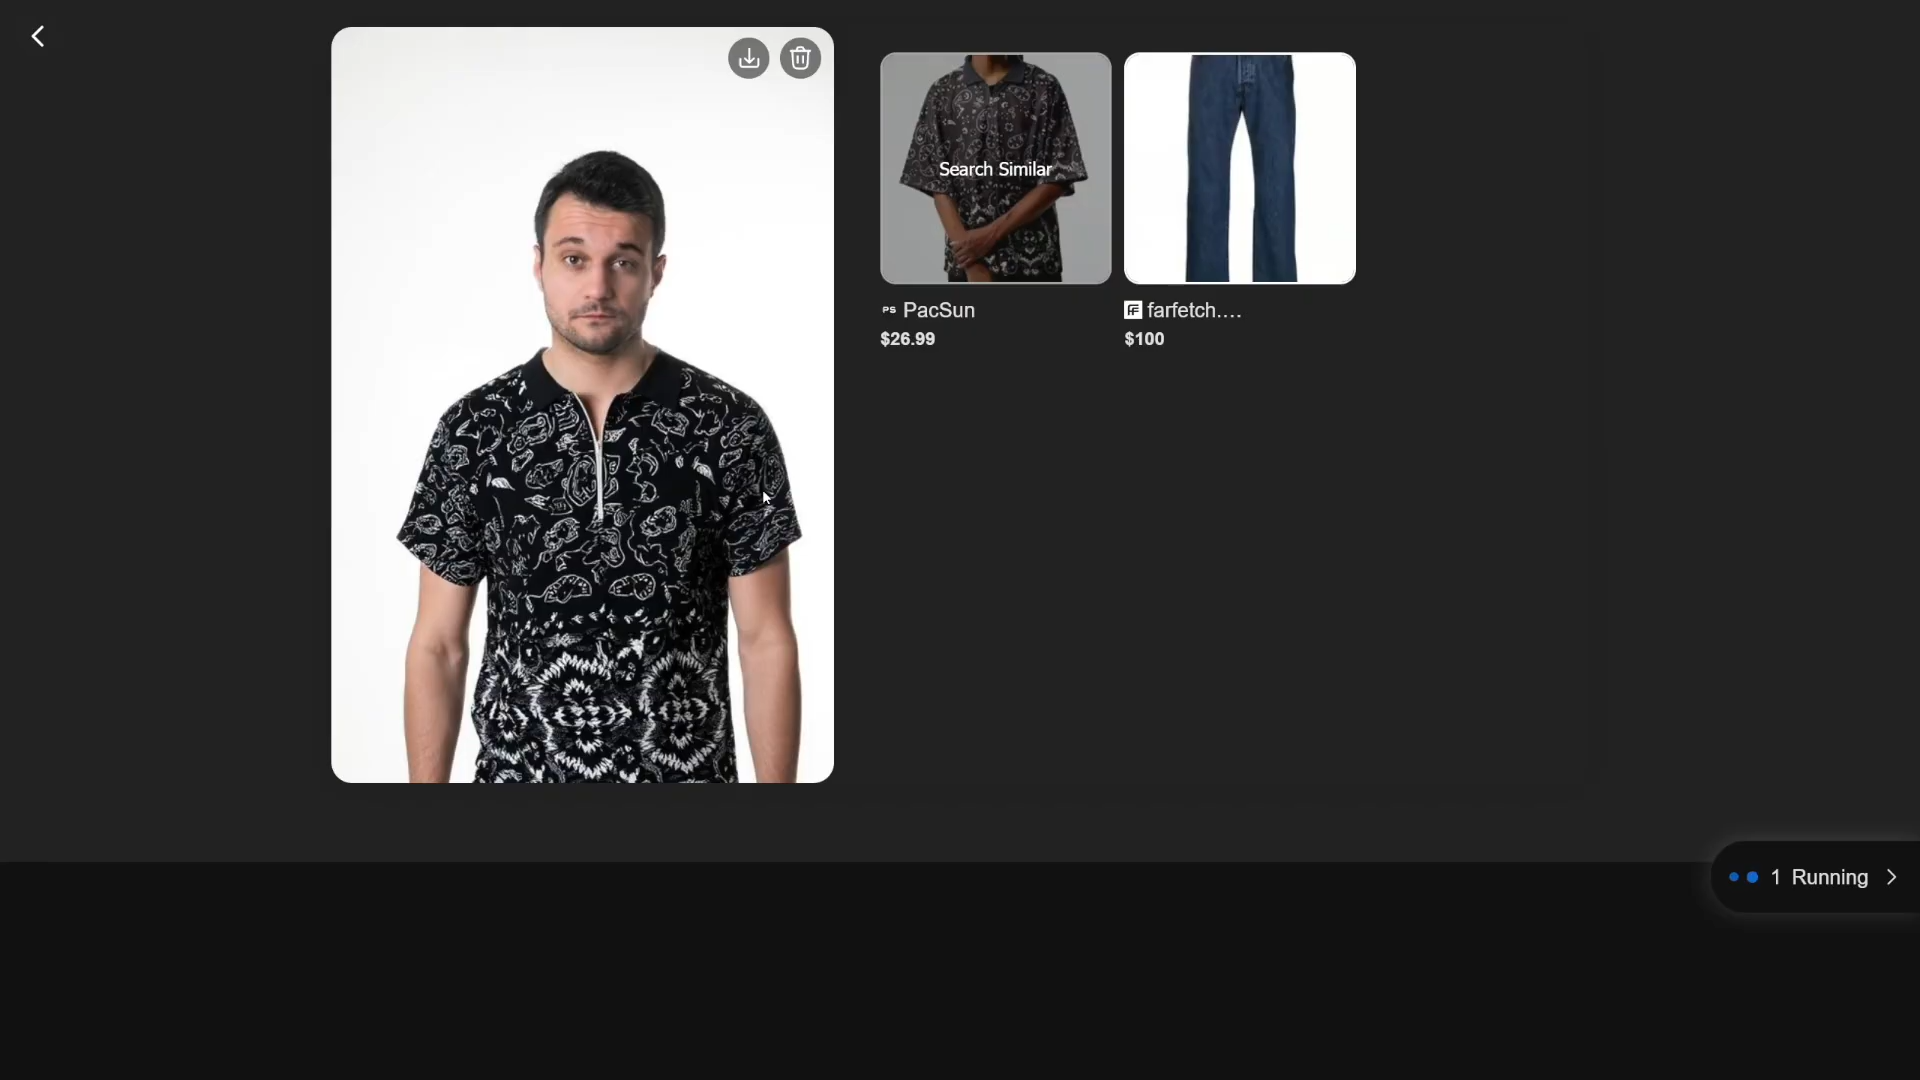 Search Similar
PS PacSun
$26.99
farfetch....
$100
1 Running